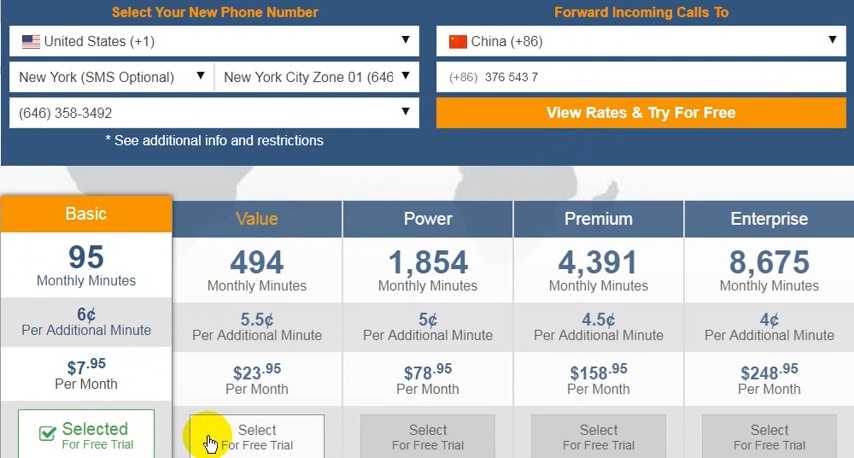 Select Your New Phone Number
Forward Incoming Calls To
United States (+1)
China (+86)
New York (SMS Optional)
New York City Zone 01 (646
(+86) 376 543 7
(646) 358-3492
View Rates & Try For Free
* See additional info and restrictions
Basic
95
Monthly Minutes
6¢
Per Additional Minute
$7.95
Per Month
Selected
For Free Trial
Value
494
Monthly Minutes
5.5¢
Per Additional Minute
$23.95
Per Month
Select
For Free Trial
Power
1,854
Monthly Minutes
5¢
Per Additional Minute
$78.95
Per Month
Select
For Free Trial
Premium
4,391
Monthly Minutes
4.5¢
Per Additional Minute
$158.95
Per Month
Select
For Free Trial
Enterprise
8,675
Monthly Minutes
4¢
Per Additional Minute
$248.95
Per Month
Select
For Free Trial